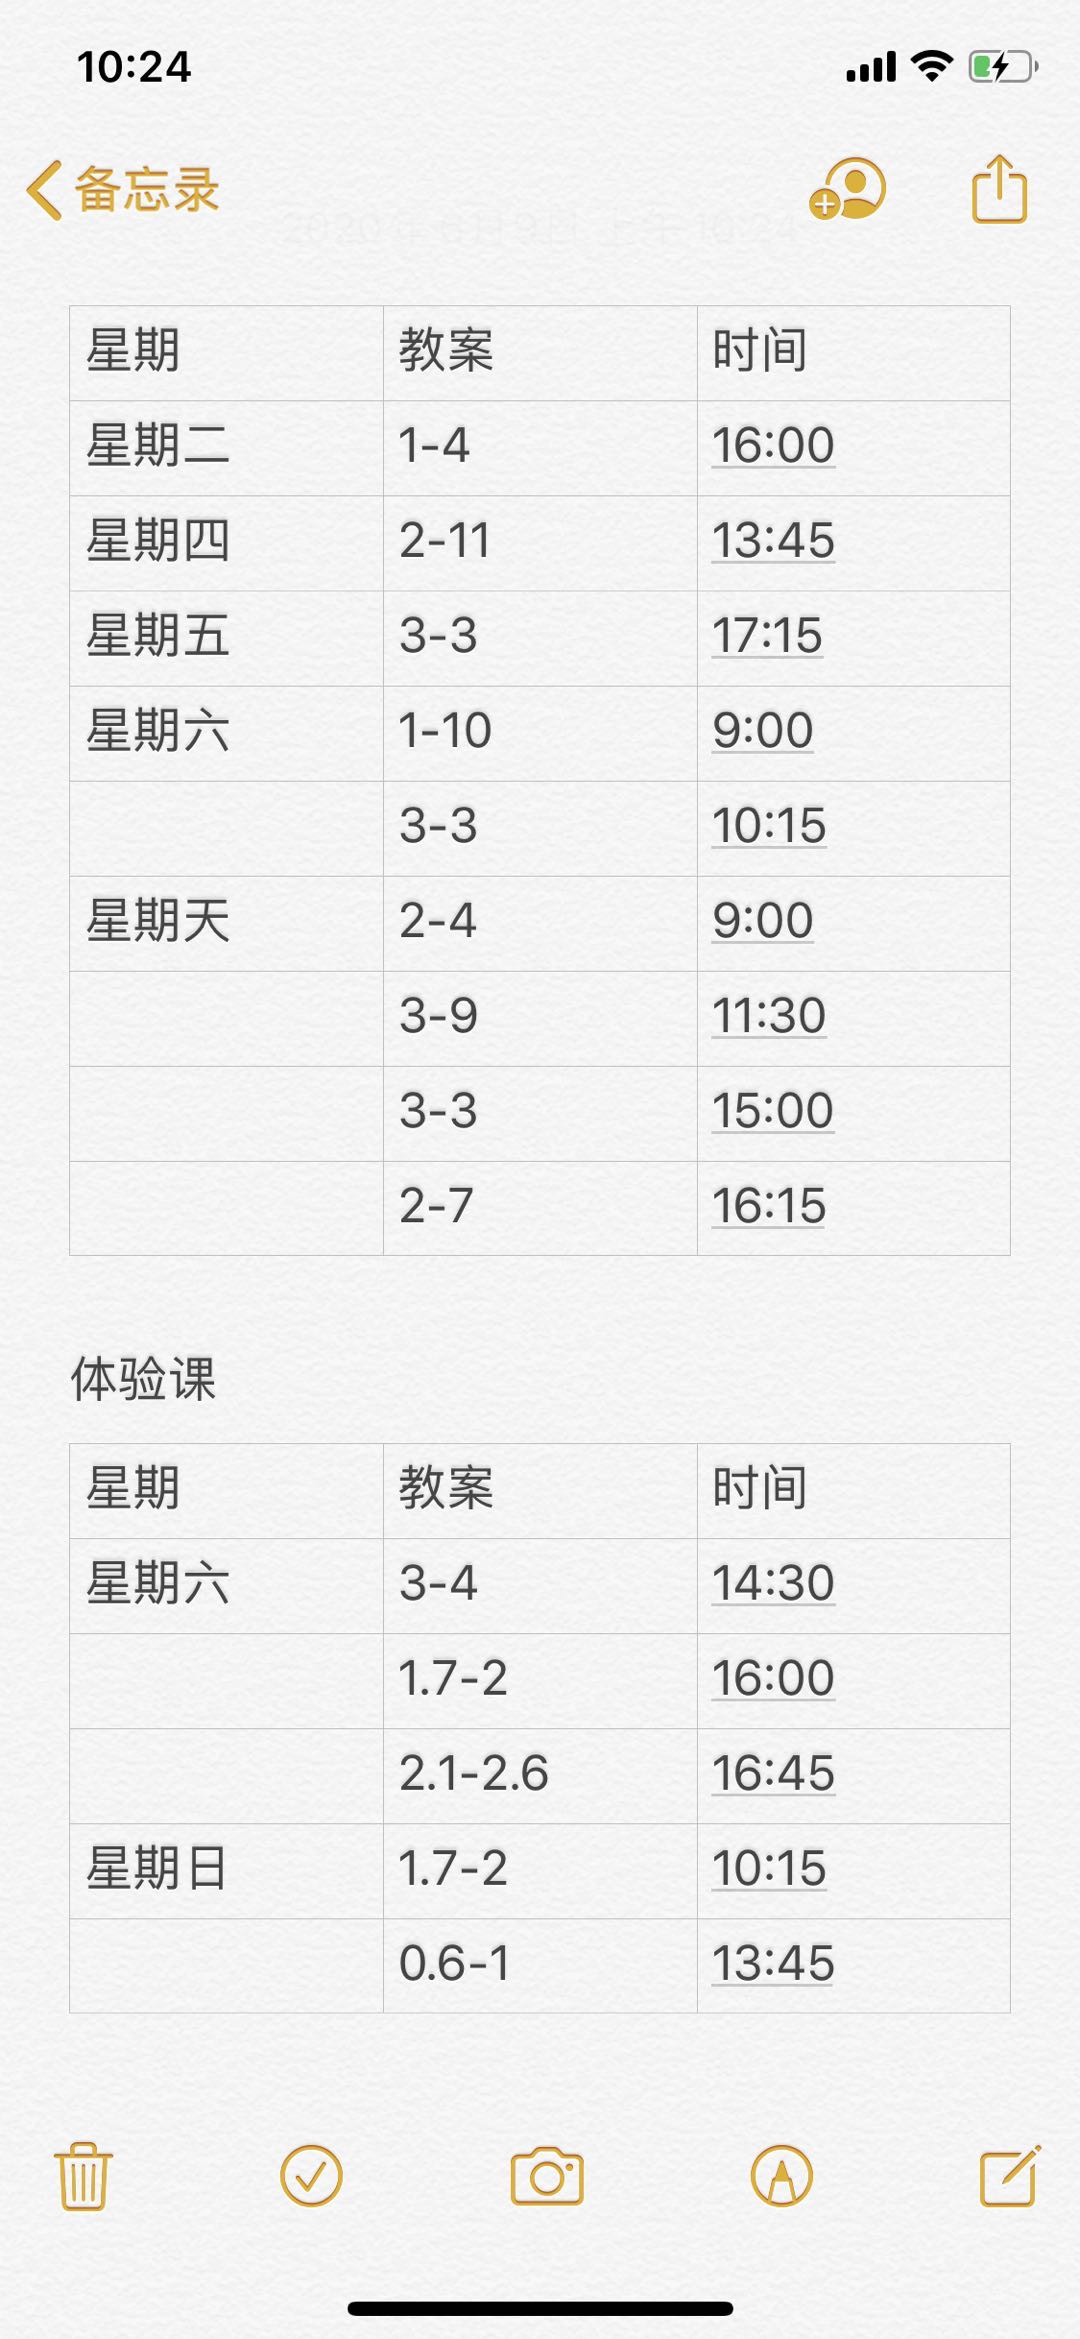 10:24
备忘录
星期 教案 时间
星期二 1-4 16:00
星期四 2-11 13:45
星期五 3-3 17:15
星期六 1-10 9:00
3-3 10:15
星期天 2-4 9:00
3-9 11:30
3-3 15:00
2-7 16:15
体验课
星期 教案 时间
星期六 3-4 14:30
1.7-2 16:00
2.1-2.6 16:45
星期日 1.7-2 10:15
0.6-1 13:45